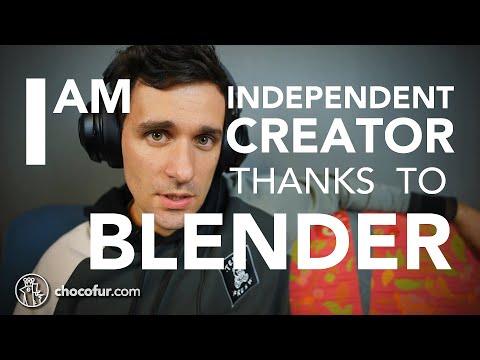 I AM INDEPENDENT
CREATOR
THANKS TO
BLENDER
chocofur.com